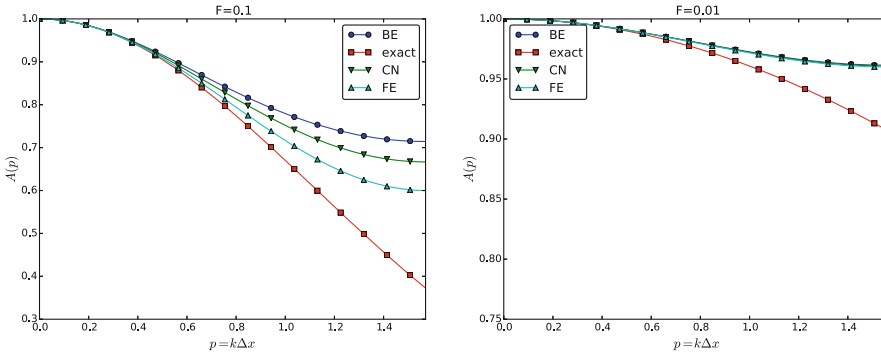 F=0.1
1.0
0.9
0.8
0.7
0.6
0.5
0.4
0.3
A(p)
BE
exact
CN
FE
0.0 0.2 0.4 0.6 0.8 1.0 1.2 1.4
p = kΔx
F=0.01
1.00
0.95
0.90
0.85
0.80
0.75
A(p)
BE
exact
CN
FE
0.0 0.2 0.4 0.6 0.8 1.0 1.2 1.4
p = kΔx